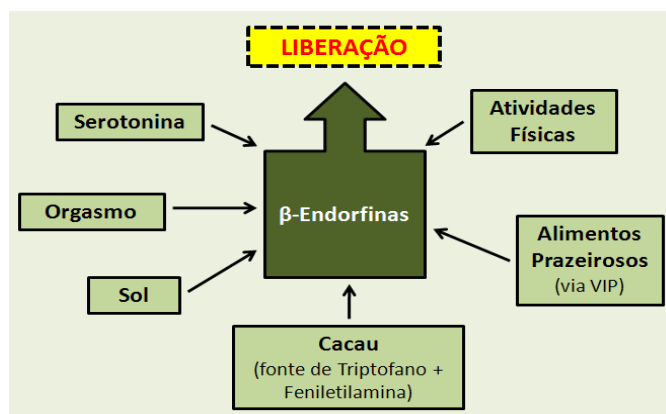 LIBERAÇÃO
Serotonina
Atividades
Físicas
Orgasmo
β-Endorfinas
Alimentos
Prazeirosos
(via VIP)
Sol
Cacau
(fonte de Triptofano +
Feniletilamina)